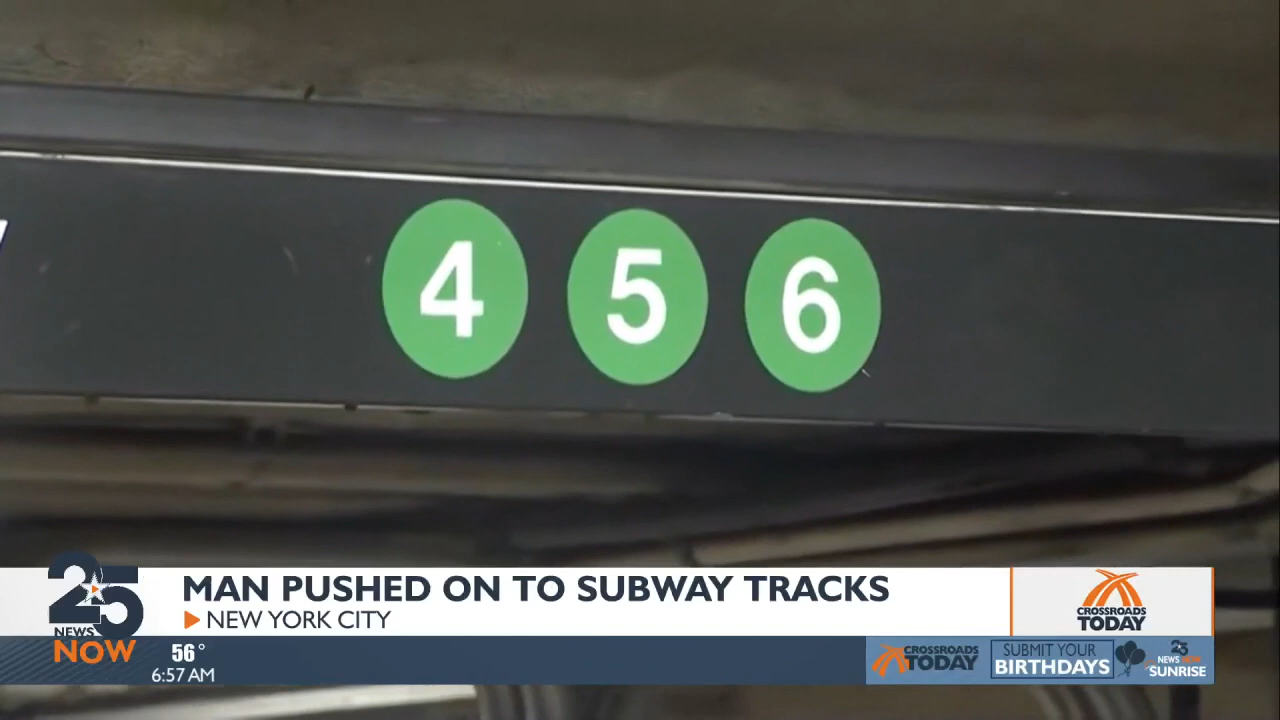 4 5 6
25
NEWS
NOW
MAN PUSHED ON TO SUBWAY TRACKS
NEW YORK CITY
CROSSROADS
TODAY
56°
6:57 AM
CROSSROADS
TODAY
SUBMIT YOUR
BIRTHDAYS
25
NEWS NOW
SUNRISE